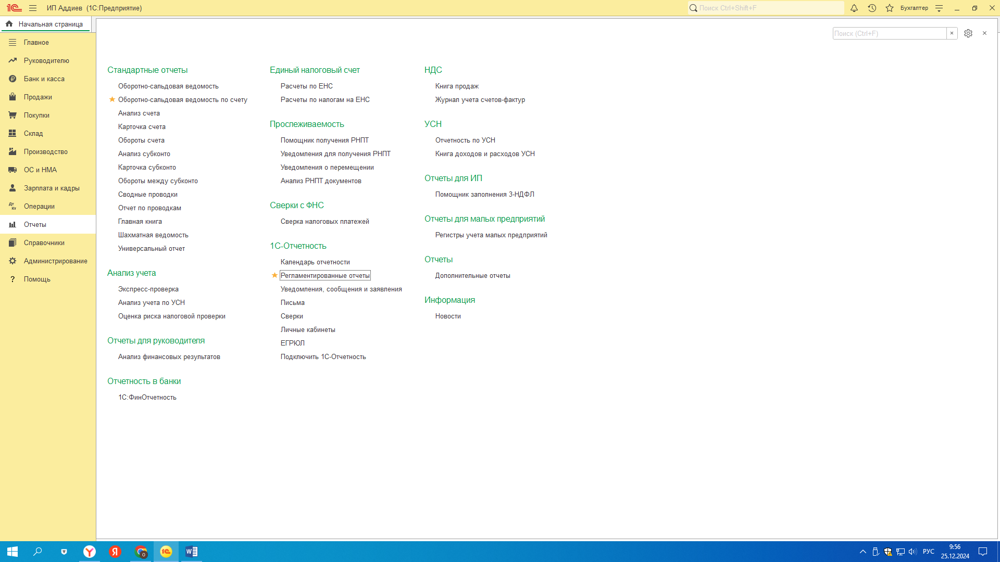 ИП Аддиев (1С:Предприятие)
Поиск Ctrl+Shift+F
Бухгалтер
Начальная страница
Поиск (Ctrl+F)
Главное
Руководителю
Банк и касса
Продажи
Покупки
Склад
Производство
ОС и НМА
Зарплата и кадры
Операции
Отчеты
Справочники
Администрирование
Помощь
Стандартные отчеты
Оборотно-сальдовая ведомость
Оборотно-сальдовая ведомость по счету
Анализ счета
Карточка счета
Обороты счета
Анализ субконто
Карточка субконто
Обороты между субконто
Сводные проводки
Отчет по проводкам
Главная книга
Шахматная ведомость
Универсальный отчет
Анализ учета
Экспресс-проверка
Анализ учета по УСН
Оценка риска налоговой проверки
Отчеты для руководителя
Анализ финансовых результатов
Отчетность в банки
1С:ФинОтчетность
Единый налоговый счет
Расчеты по ЕНС
Расчеты по налогам на ЕНС
Прослеживаемость
Помощник получения РНПТ
Уведомления для получения РНПТ
Уведомления о перемещении
Анализ РНПТ документов
Сверки с ФНС
Сверка налоговых платежей
1С-Отчетность
Календарь отчетности
Регламентированные отчеты
Уведомления, сообщения и заявления
Письма
Сверки
Личные кабинеты
ЕГРЮЛ
Подключить 1С-Отчетность
НДС
Книга продаж
Журнал учета счетов-фактур
УСН
Отчетность по УСН
Книга доходов и расходов УСН
Отчеты для ИП
Помощник заполнения 3-НДФЛ
Отчеты для малых предприятий
Регистры учета малых предприятий
Отчеты
Дополнительные отчеты
Информация
Новости
РУС
9:56
25.12.2024